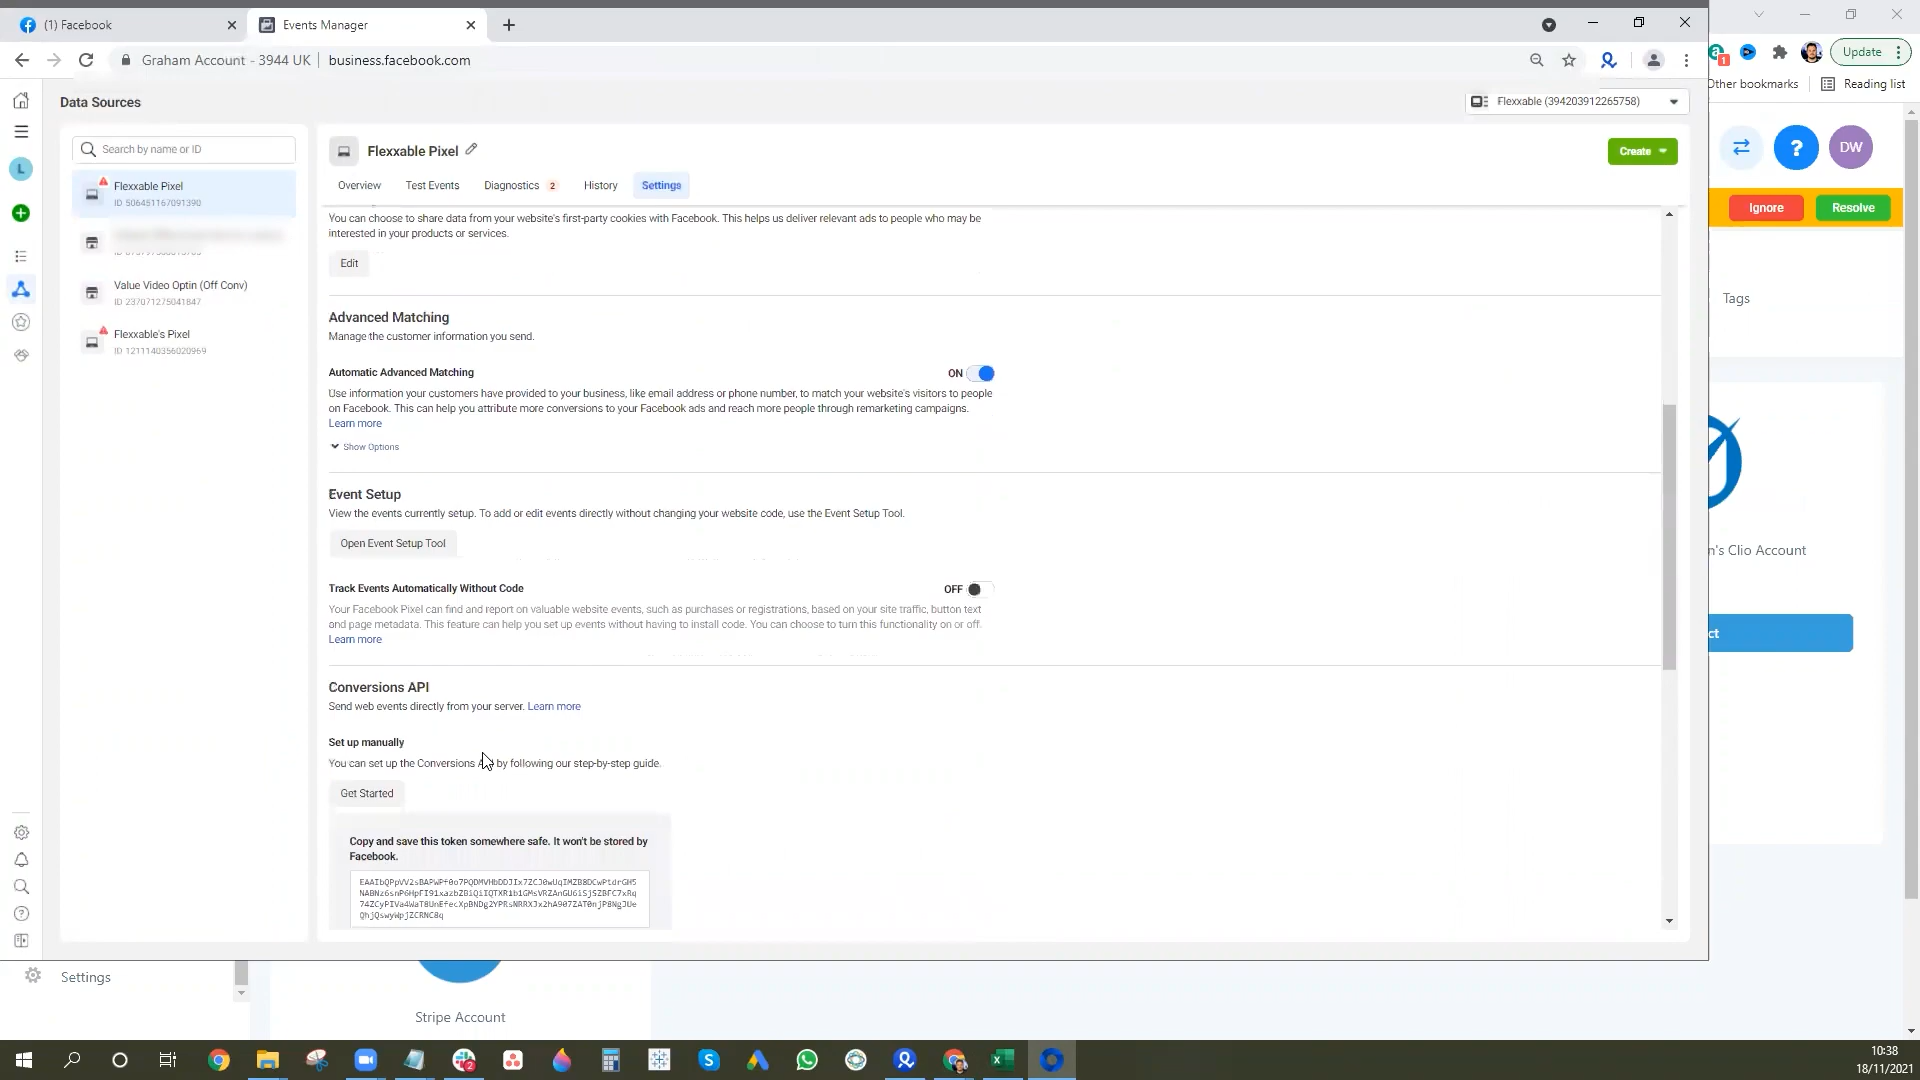 (1) Facebook
Events Manager
Graham Account - 3944 UK
business.facebook.com
Update
Other bookmarks
Reading list
Data Sources
Flexxable (394203912265758)
Search by name or ID
Flexxable Pixel
ID 506451167091390
Value Video Optin (Off Conv)
ID 237071275041847
Flexxable's Pixel
ID 1211140356020969
L
Flexxable Pixel
Create
Overview
Test Events
Diagnostics 2
History
Settings
You can choose to share data from your website's first-party cookies with Facebook. This helps us deliver relevant ads to people who may be
interested in your products or services.
Edit
Advanced Matching
Manage the customer information you send.
Automatic Advanced Matching
ON
Use information your customers have provided to your business, like email address or phone number, to match your website's visitors to people
on Facebook. This can help you attribute more conversions to your Facebook ads and reach more people through remarketing campaigns.
Learn more
Show Options
Event Setup
View the events currently setup. To add or edit events directly without changing your website code, use the Event Setup Tool.
Open Event Setup Tool
Track Events Automatically Without Code
OFF
Your Facebook Pixel can find and report on valuable website events, such as purchases or registrations, based on your site traffic, button text
and page metadata. This feature can help you set up events without having to install code. You can choose to turn this functionality on or off.
Learn more
Conversions API
Send web events directly from your server. Learn more
Set up manually
You can set up the Conversions by following our step-by-step guide.
Get Started
Copy and save this token somewhere safe. It won't be stored by
Facebook.
DW
Ignore
Resolve
Tags
n's Clio Account
ct
Settings
Stripe Account
10:38
18/11/2021